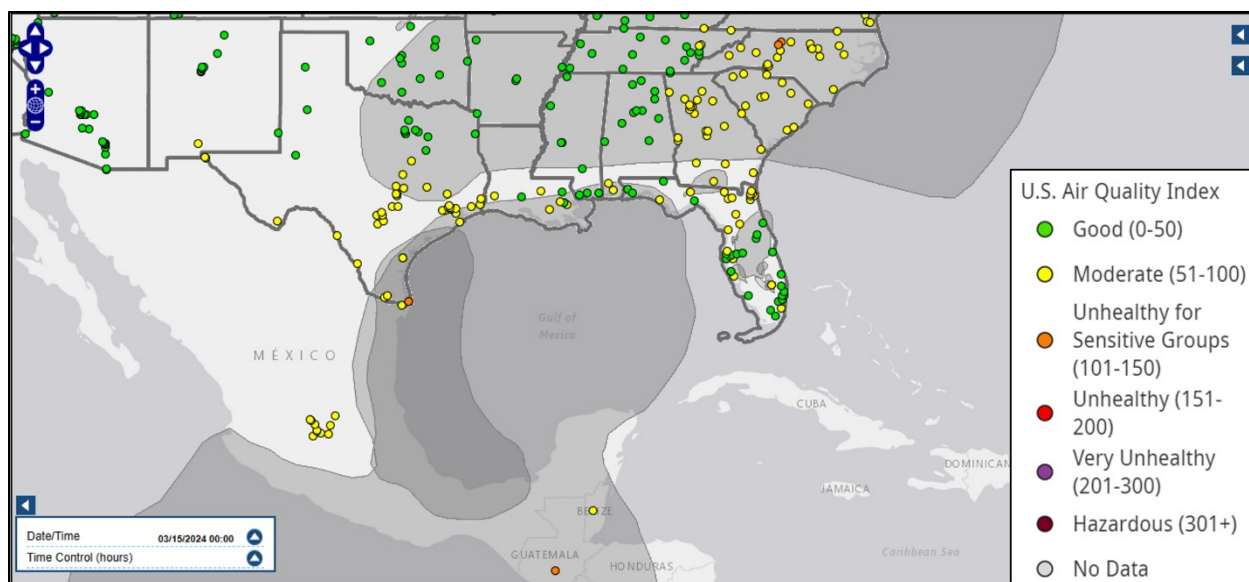 U.S. Air Quality Index
Good (0-50)
Moderate (51-100)
Unhealthy for
Sensitive Groups
(101-150)
Unhealthy (151-
200)
Very Unhealthy
(201-300)
Hazardous (301+)
No Data
Gulf of
Mexico
MÉXICO
CUBA
DOMINICAN
JAMAICA
BELIZE
GUATEMALA
HONDURAS
Caribbean Sea
Date/Time 03/15/2024 00:00
Time Control (hours)